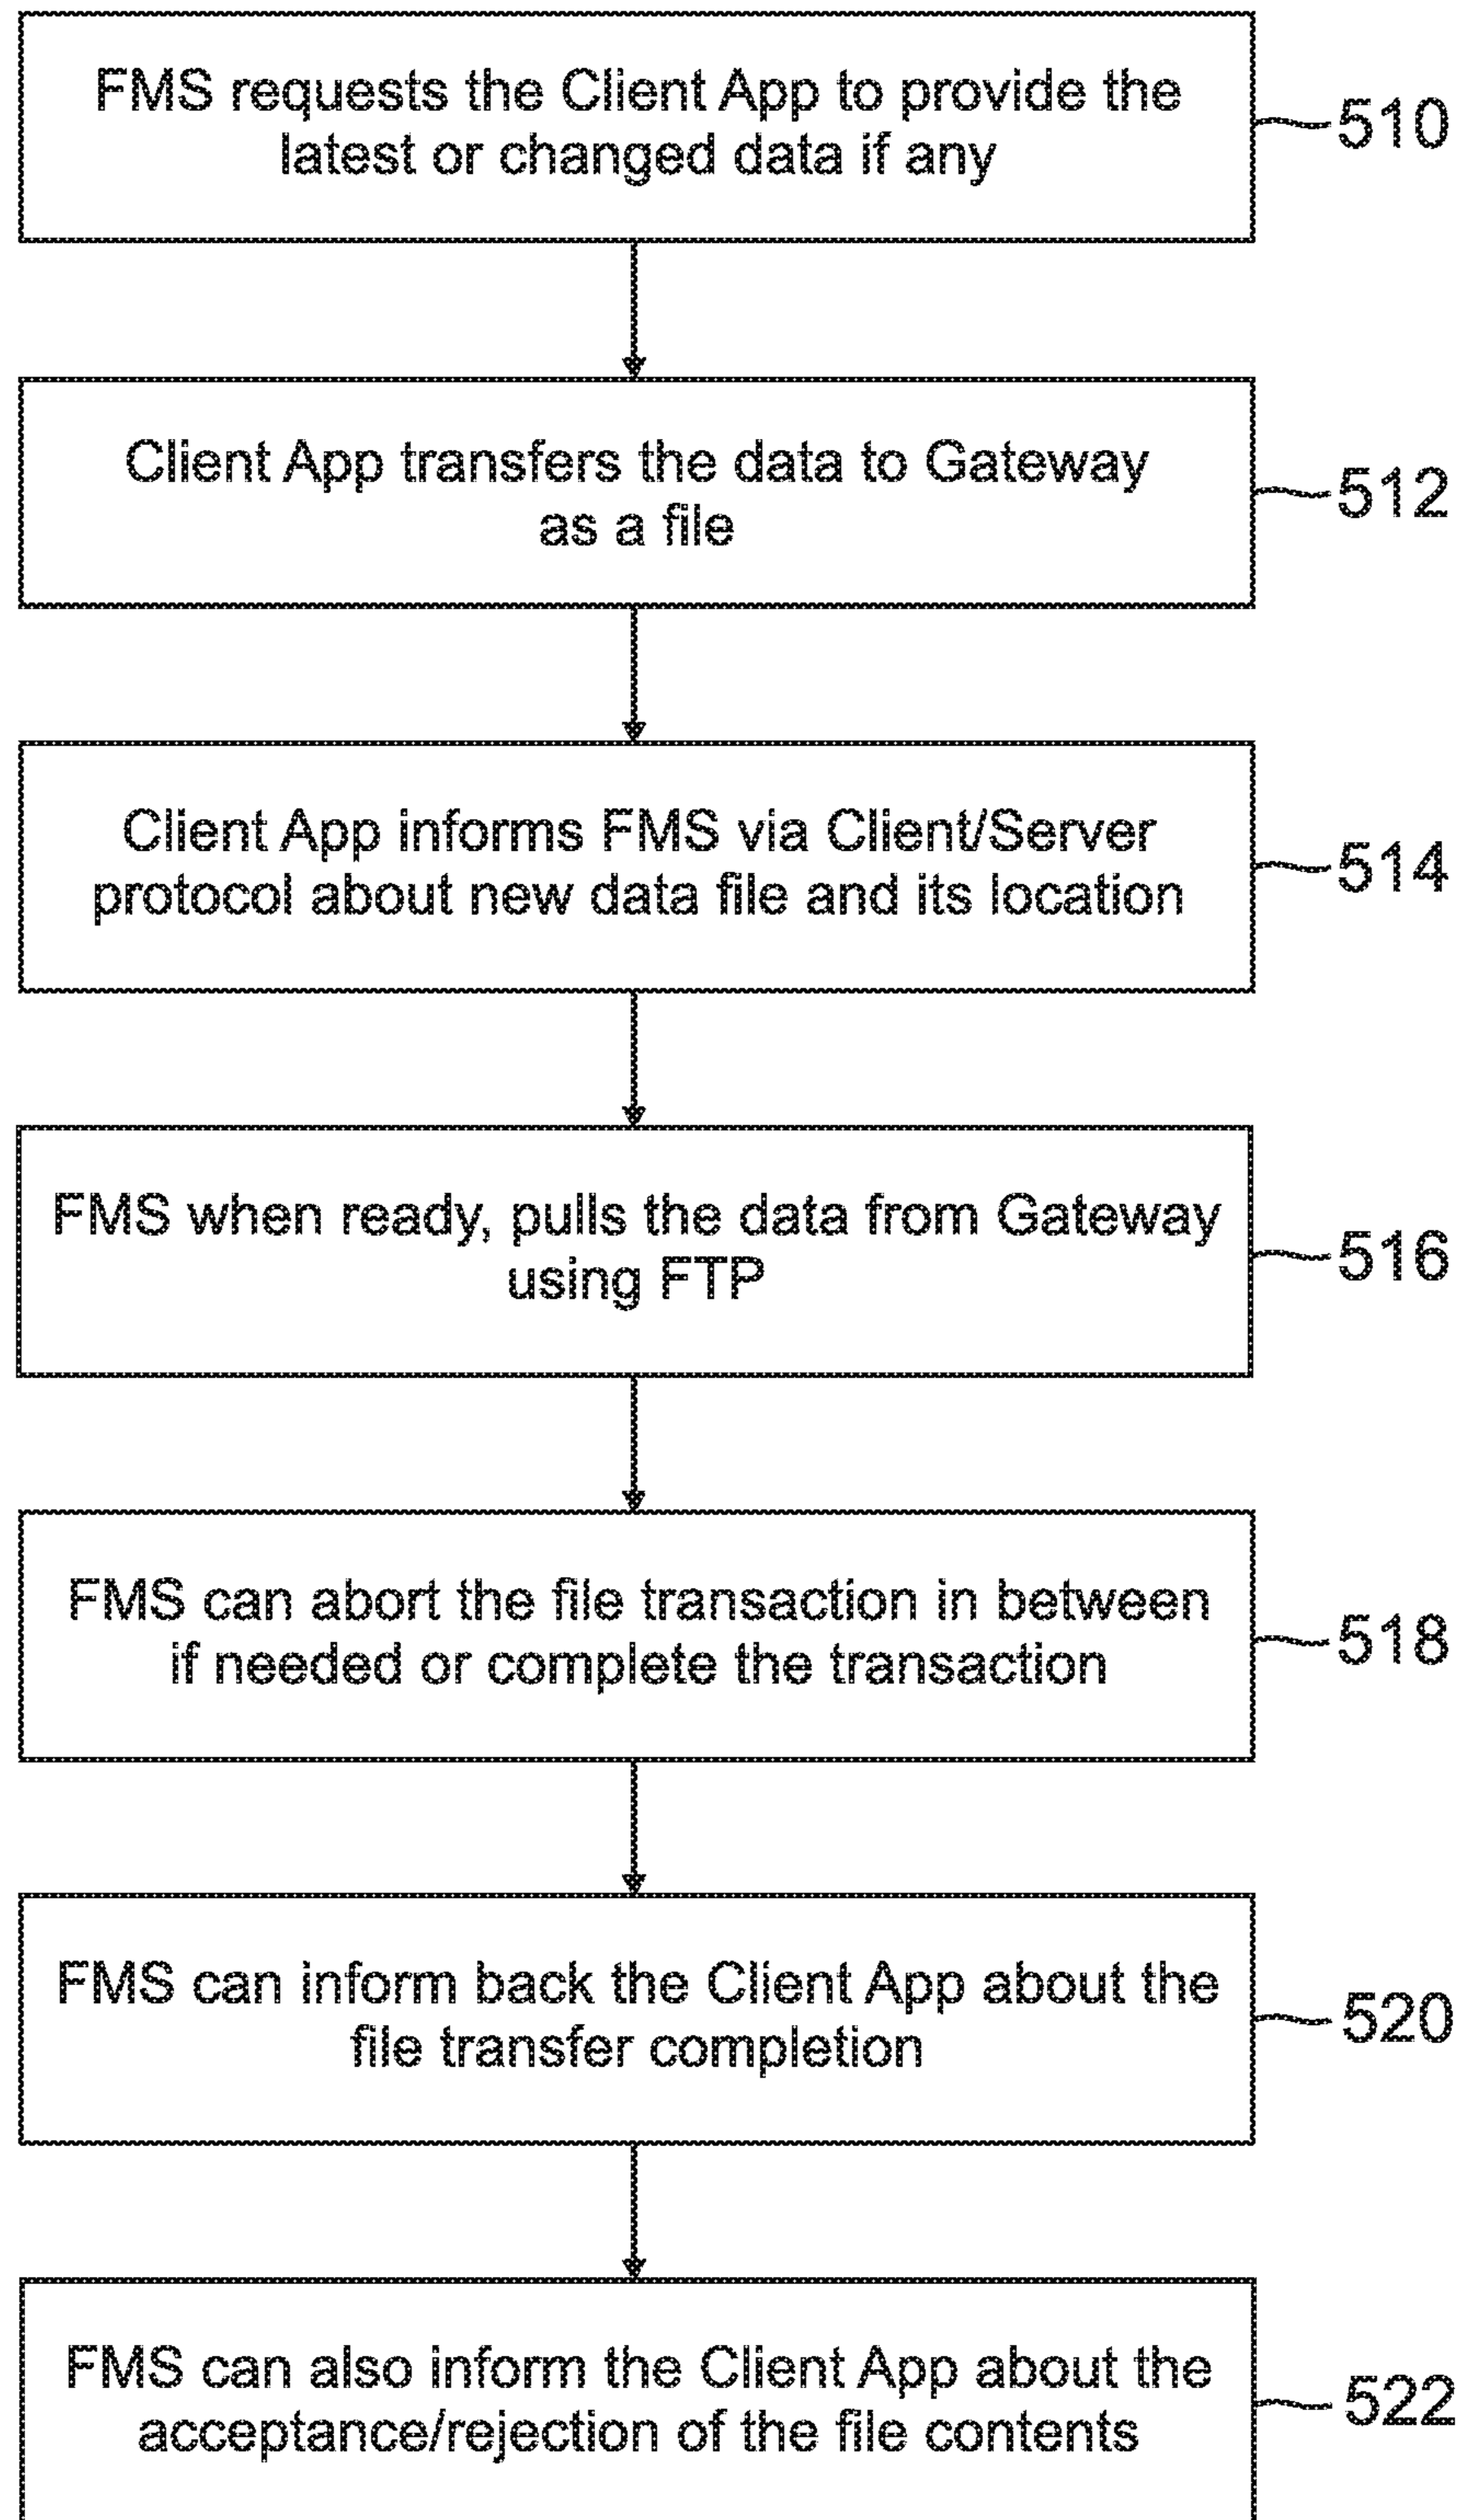 FMS requests the Client App to provide the
latest or changed data if any
510
Client App transfers the data to Gateway
as a file
512
Client App informs FMS via Client/Server
protocol about new data file and its location
514
FMS when ready, pulls the data from Gateway
using FTP
516
FMS can abort the file transaction in between
if needed or complete the transaction
518
FMS can inform back the Client App about the
file transfer completion
520
FMS can also inform the Client App about the
acceptance/rejection of the file contents
522